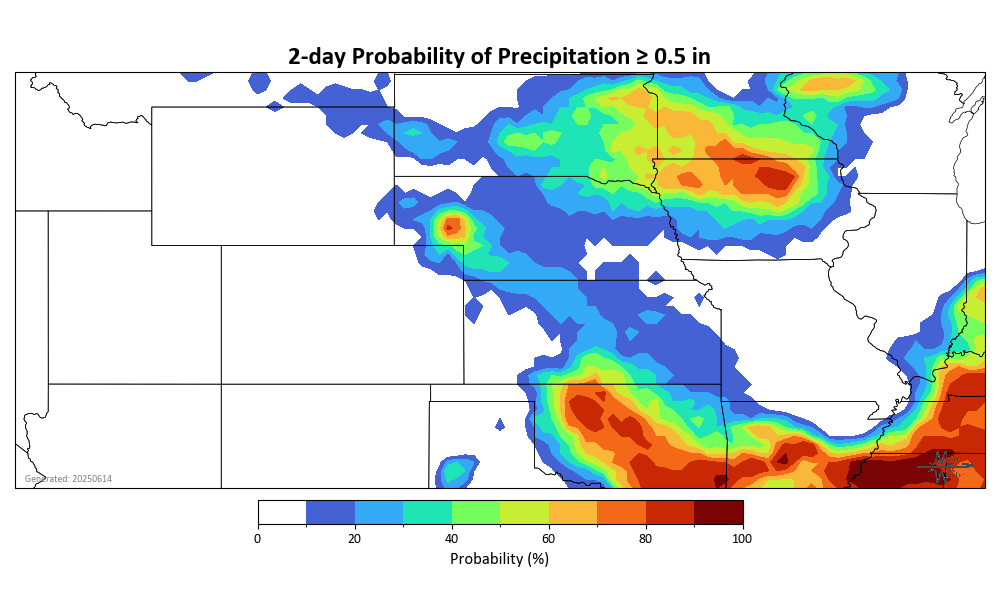 2-day Probability of Precipitation ≥ 0.5 in
Generated: 20250614
0 20 40 60 80 100
Probability (%)